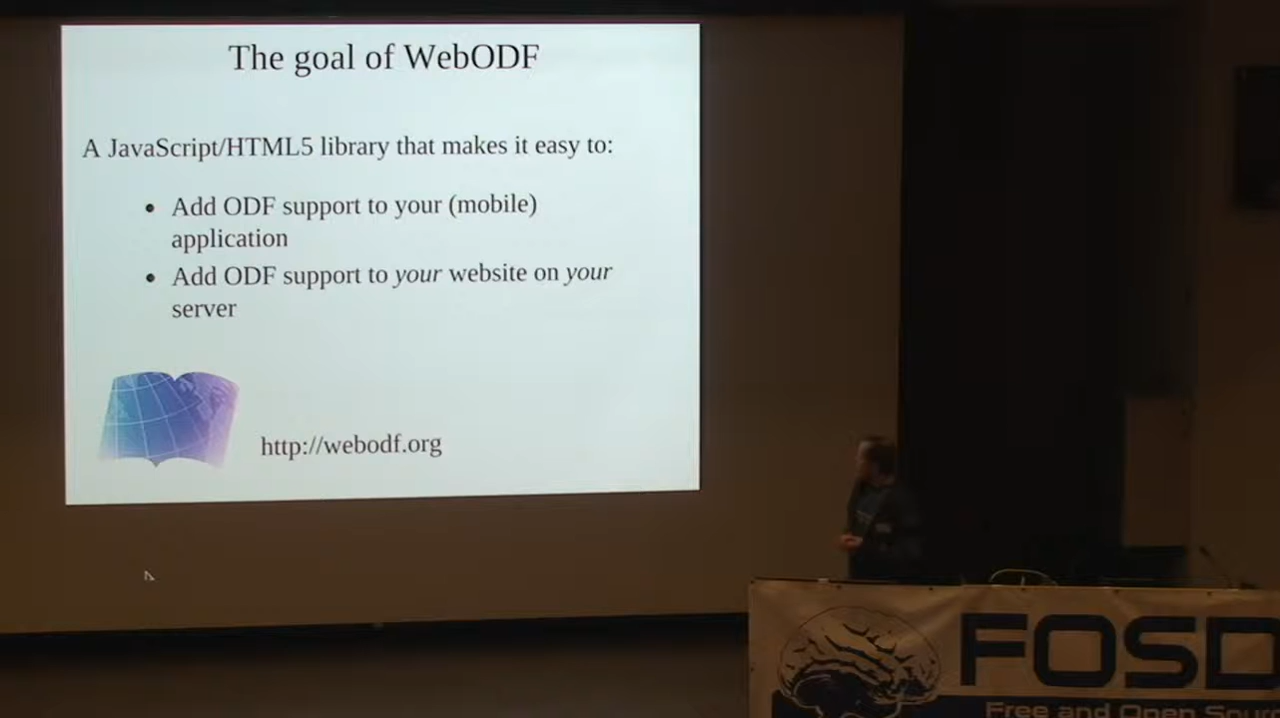 The goal of WebODF
A JavaScript/HTML5 library that makes it easy to:
• Add ODF support to your (mobile)
application
• Add ODF support to your website on your
server
http://webodf.org
FOSD
Free and Open Sour